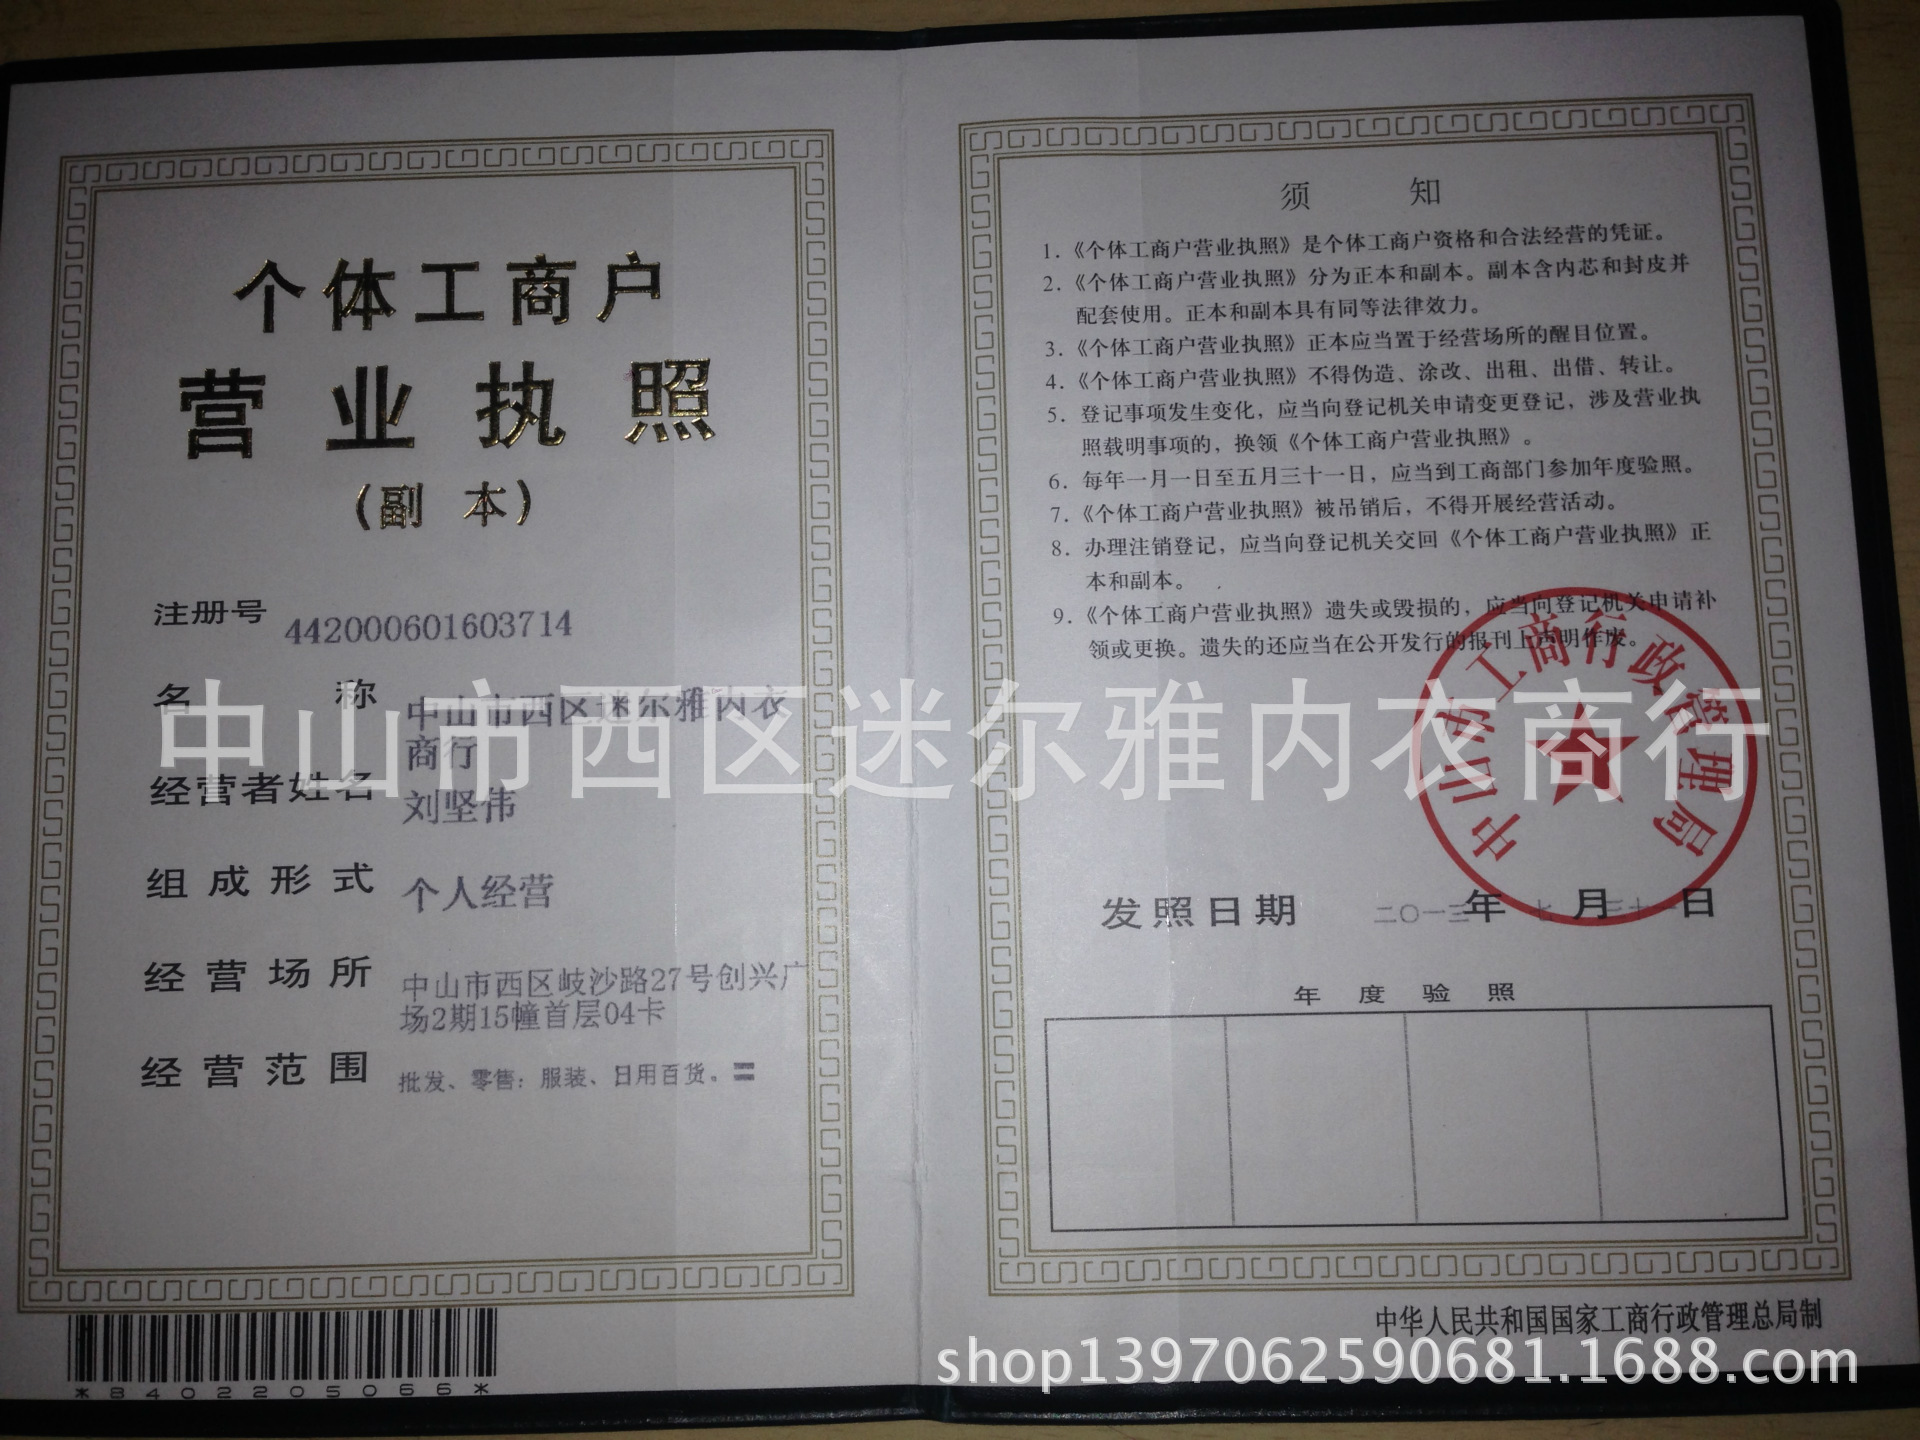 个体工商户
营业执照
(副 本)
注册号 442000601603714
名 称 中山市西区迷尔雅内衣
商行
经营者姓名 刘坚伟
组成形式 个人经营
经营场所 中山市西区岐沙路27号创兴广
场2期15幢首层04卡
经营范围 批发、零售：服装、日用百货。〓
*8402205066*
须 知
1.《个体工商户营业执照》是个体工商户资格和合法经营的凭证。
2.《个体工商户营业执照》分为正本和副本。副本含内芯和封皮并
配套使用。正本和副本具有同等法律效力。
3.《个体工商户营业执照》正本应当置于经营场所的醒目位置。
4.《个体工商户营业执照》不得伪造、涂改、出租、出借、转让。
5. 登记事项发生变化，应当向登记机关申请变更登记，涉及营业执
照载明事项的，换领《个体工商户营业执照》。
6. 每年一月一日至五月三十一日，应当到工商部门参加年度验照。
7.《个体工商户营业执照》被吊销后，不得开展经营活动。
8. 办理注销登记，应当向登记机关交回《个体工商户营业执照》正
本和副本。
9.《个体工商户营业执照》遗失或毁损的，应当向登记机关申请补
领或更换。遗失的还应当在公开发行的报刊上声明作废。
中山市工商行政管理局
中山市西区迷尔雅内衣商行
发照日期 二〇一三年七月三十一日
年度验照
中华人民共和国国家工商行政管理总局制
shop1397062590681.1688.com